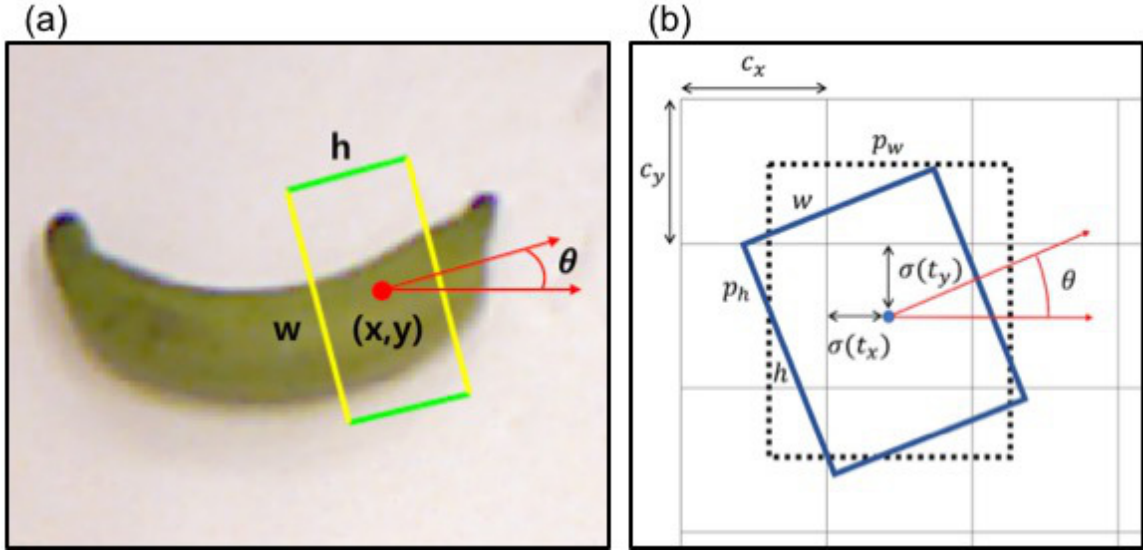 (a)
h
θ
w
(x,y)
(b)
c_x
c_y
p_w
w
σ(t_y)
p_h
θ
σ(t_x)
h